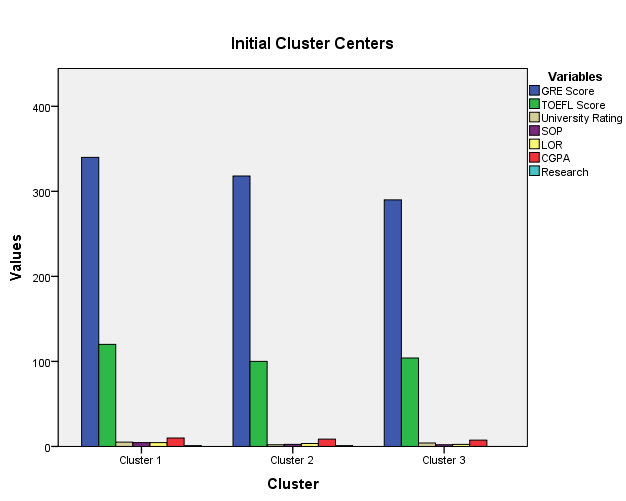 Initial Cluster Centers
Variables
GRE Score
TOEFL Score
University Rating
SOP
LOR
CGPA
Research
Values
400
300
200
100
0
Cluster 1
Cluster 2
Cluster 3
Cluster